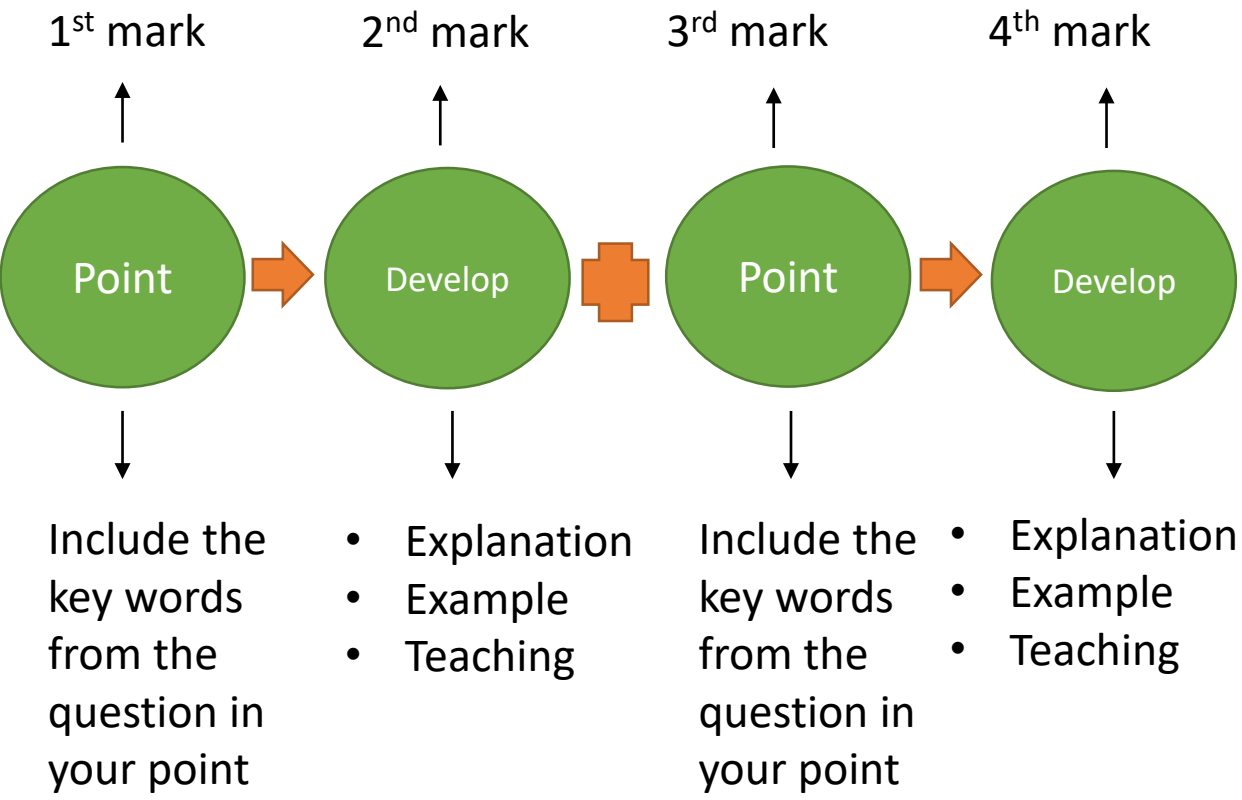 1st mark
2nd mark
3rd mark
4th mark
Point
Develop
Point
Develop
Include the
key words
from the
question in
your point
• Explanation
• Example
• Teaching
Include the
key words
from the
question in
your point
• Explanation
• Example
• Teaching